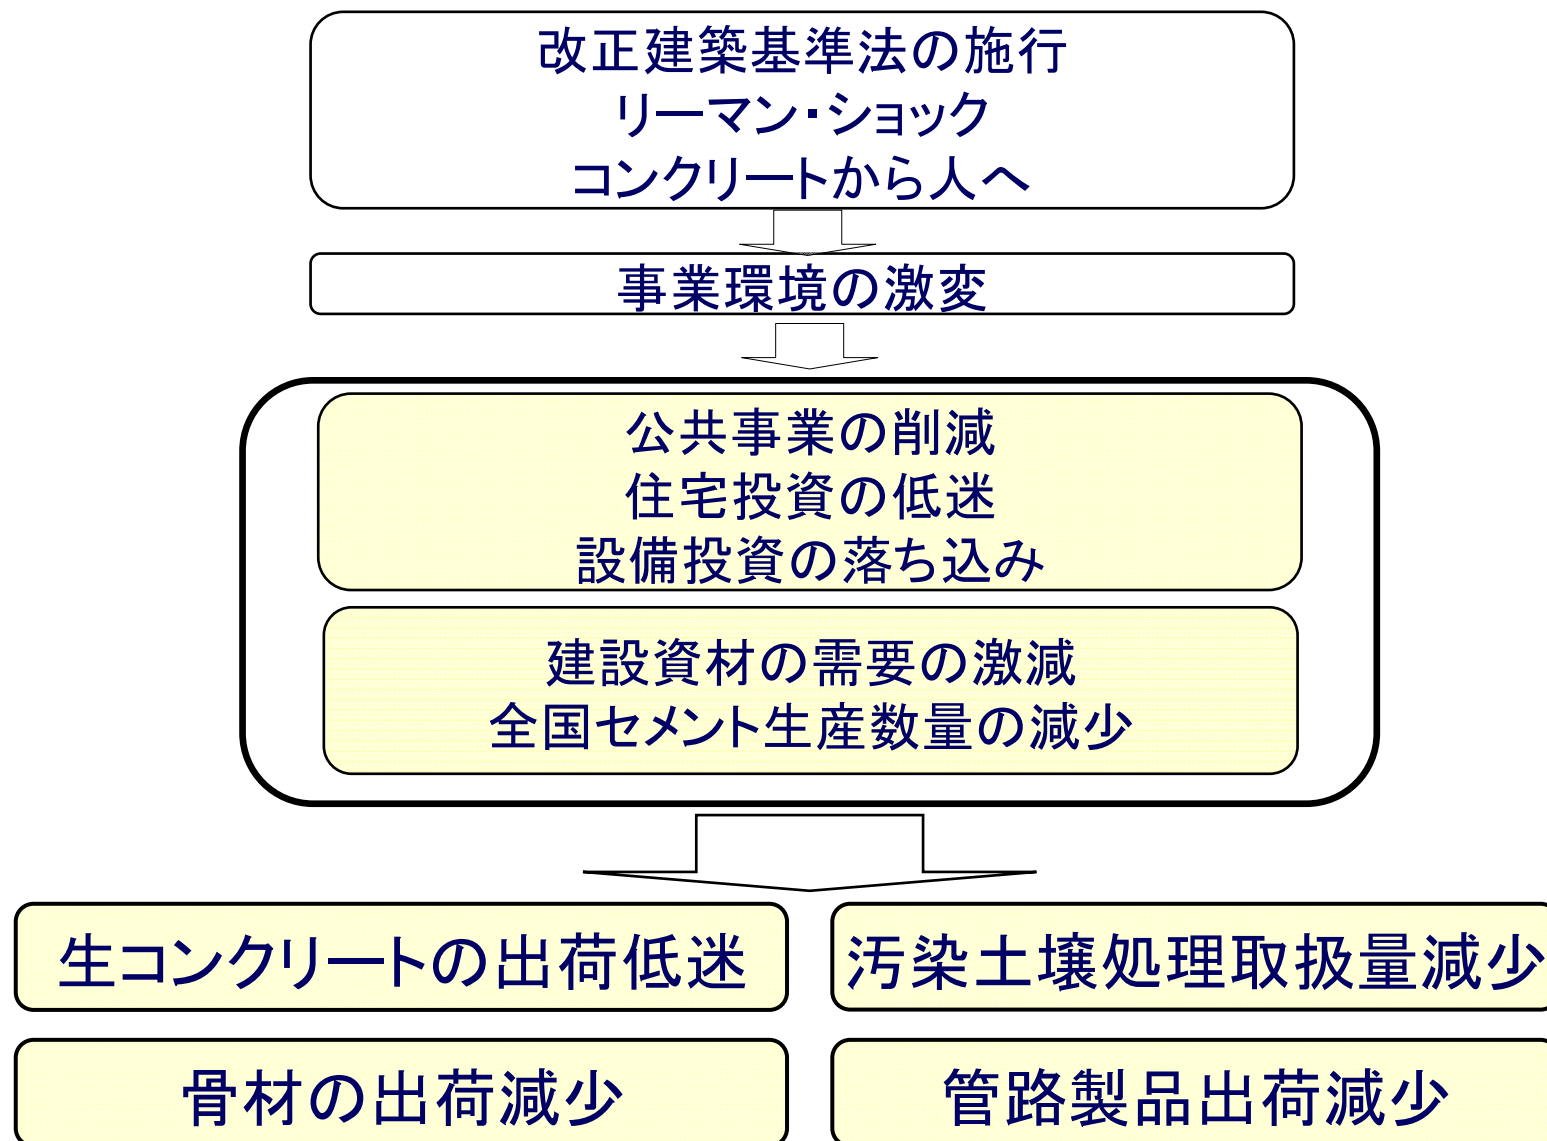 改正建築基準法の施行
リーマン・ショック
コンクリートから人へ
事業環境の激変
公共事業の削減
住宅投資の低迷
設備投資の落ち込み
建設資材の需要の激減
全国セメント生産数量の減少
生コンクリートの出荷低迷
汚染土壌処理取扱量減少
骨材の出荷減少
管路製品出荷減少